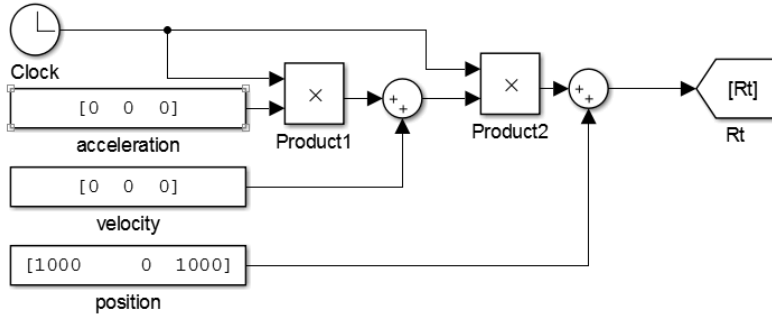 Clock
[0 0 0]
acceleration
×
Product1
+
+
[0 0 0]
velocity
×
Product2
+
+
[1000 0 1000]
position
[Rt]
Rt